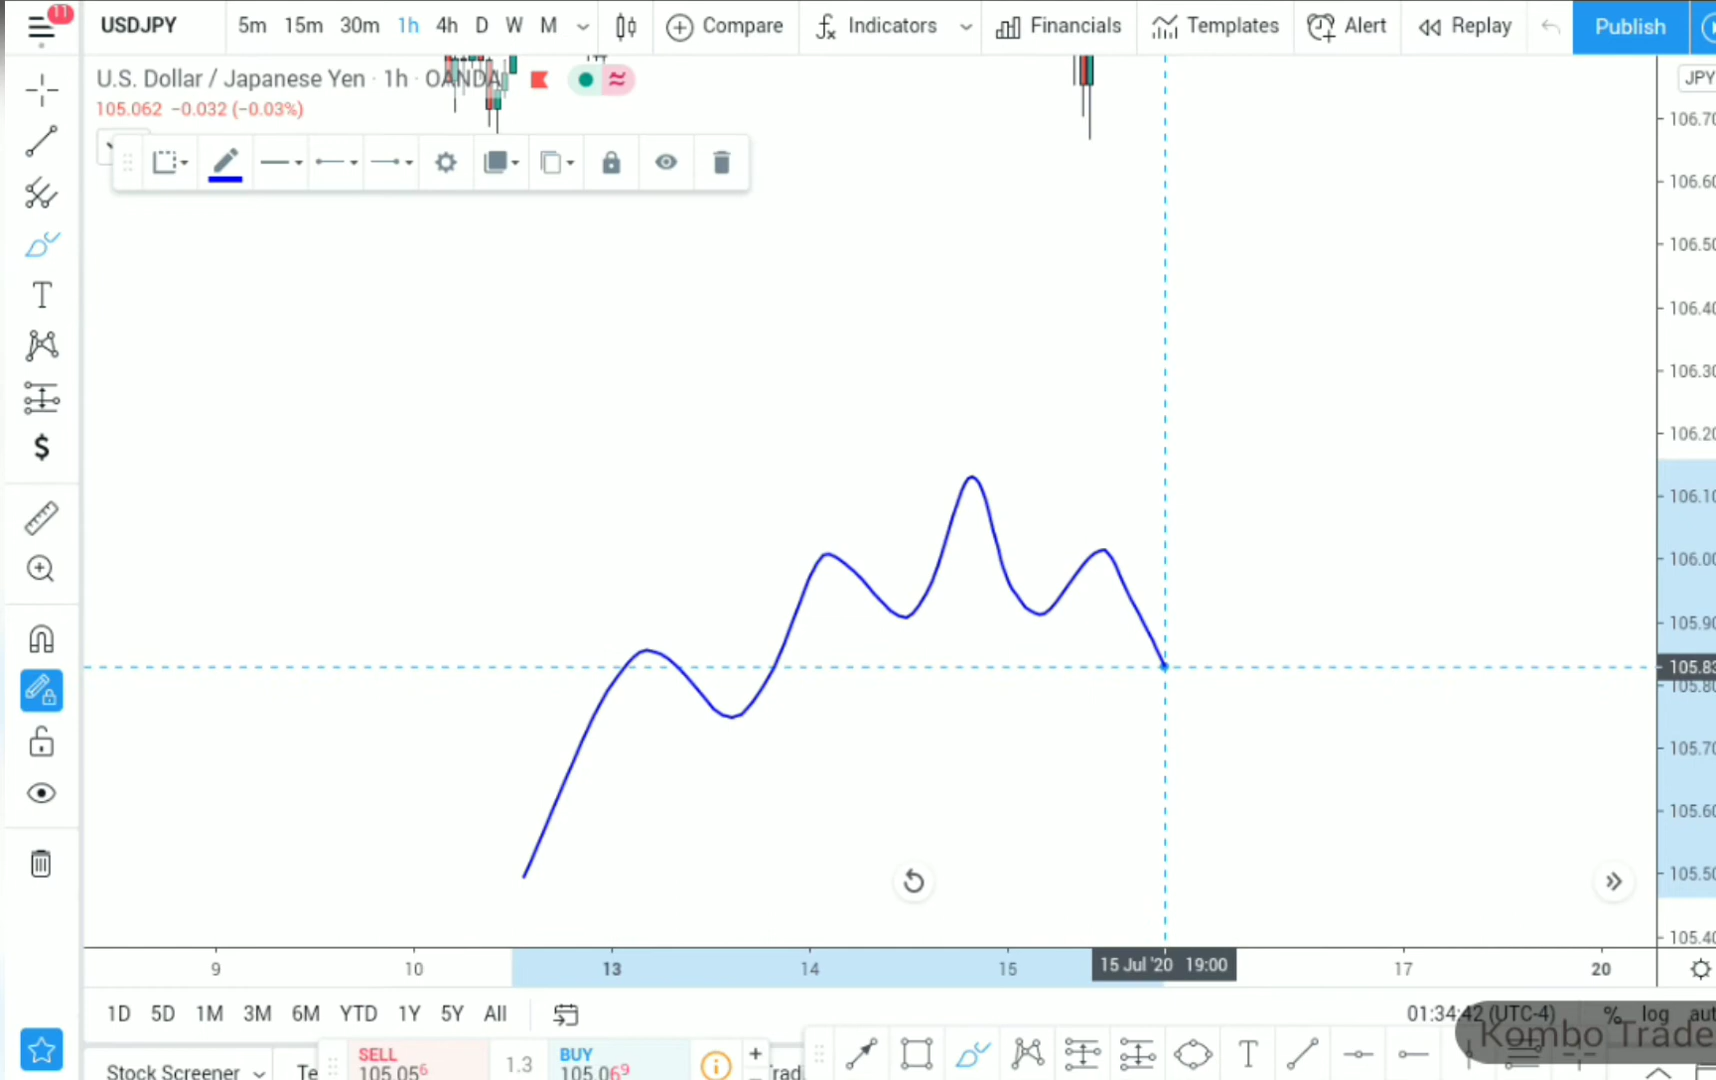 11
USDJPY 5m 15m 30m 1h 4h D W M Compare Indicators Financials Templates Alert Replay Publish
U.S. Dollar / Japanese Yen · 1h · OANDA
JPY
105.062 −0.032 (−0.03%)
106.70
106.60
106.50
106.40
106.30
106.20
106.10
106.00
105.90
105.83
105.80
105.70
105.60
105.50
105.40
9 10 13 14 15 15 Jul '20 19:00 17 20
1D 5D 1M 3M 6M YTD 1Y 5Y All 01:34:42 (UTC-4) % log aut
Kombo Trade
SELL 1.3 BUY
105.056 105.069
Stock Screener Te rad